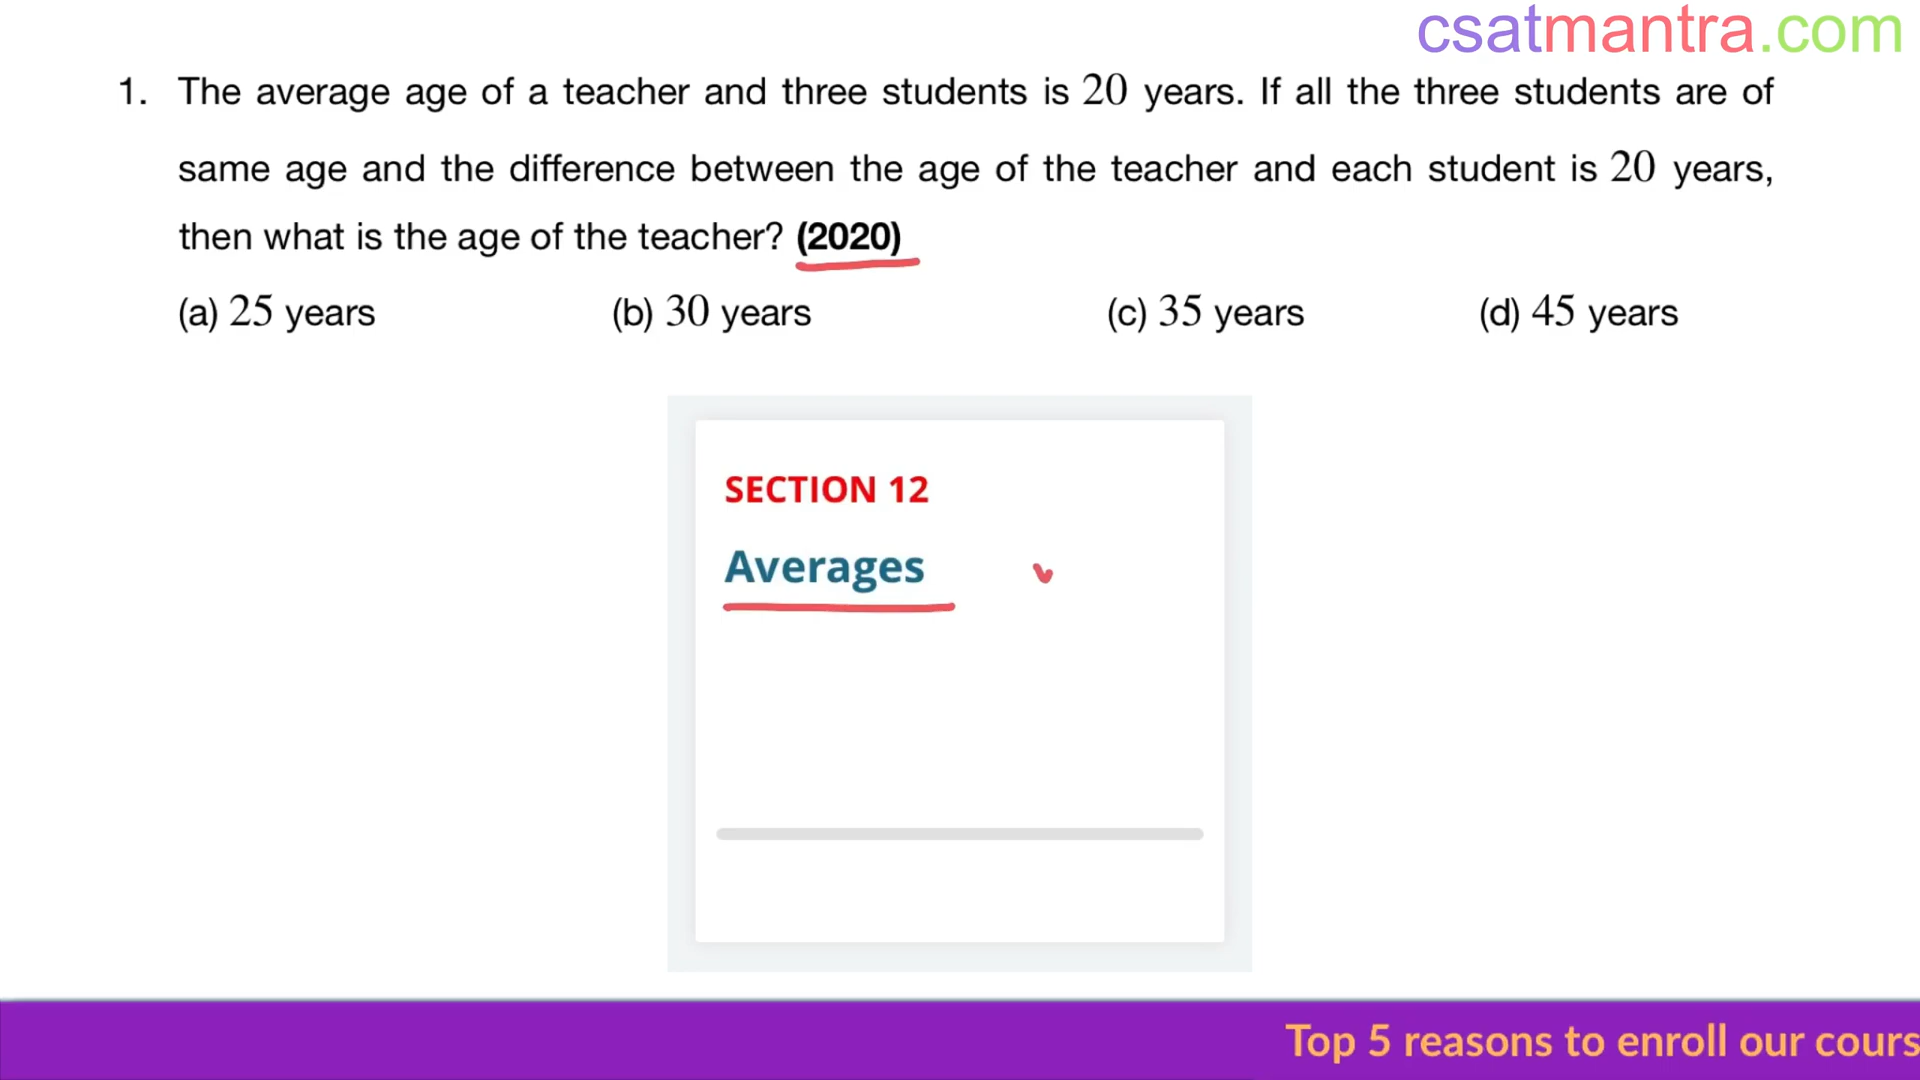 csatmantra.com
1. The average age of a teacher and three students is 20 years. If all the three students are of
same age and the difference between the age of the teacher and each student is 20 years,
then what is the age of the teacher? (2020)
(a) 25 years (b) 30 years (c) 35 years (d) 45 years
SECTION 12
Averages
Top 5 reasons to enroll our cours